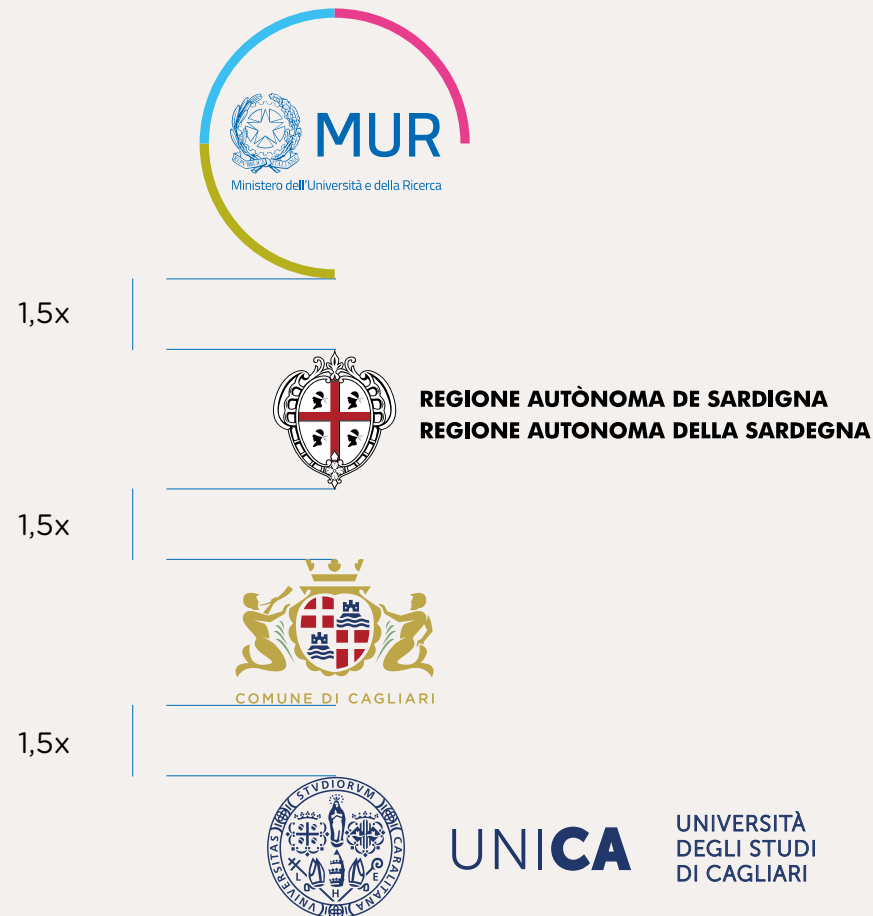 MUR
Ministero dell'Università e della Ricerca
1,5x
REGIONE AUTÒNOMA DE SARDIGNA
REGIONE AUTONOMA DELLA SARDEGNA
1,5x
COMUNE DI CAGLIARI
1,5x
STVDIORVM
VNIVERSITAS
CARALITANA
L
H
E
UNICA
UNIVERSITÀ
DEGLI STUDI
DI CAGLIARI